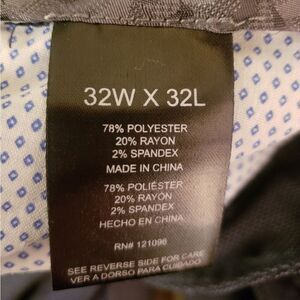 32W X 32L
78% POLYESTER
20% RAYON
2% SPANDEX
MADE IN CHINA
78% POLIÉSTER
20% RAYON
2% SPANDEX
HECHO EN CHINA
RN# 121096
SEE REVERSE SIDE FOR CARE
VER A DORSO PARA CUIDADO